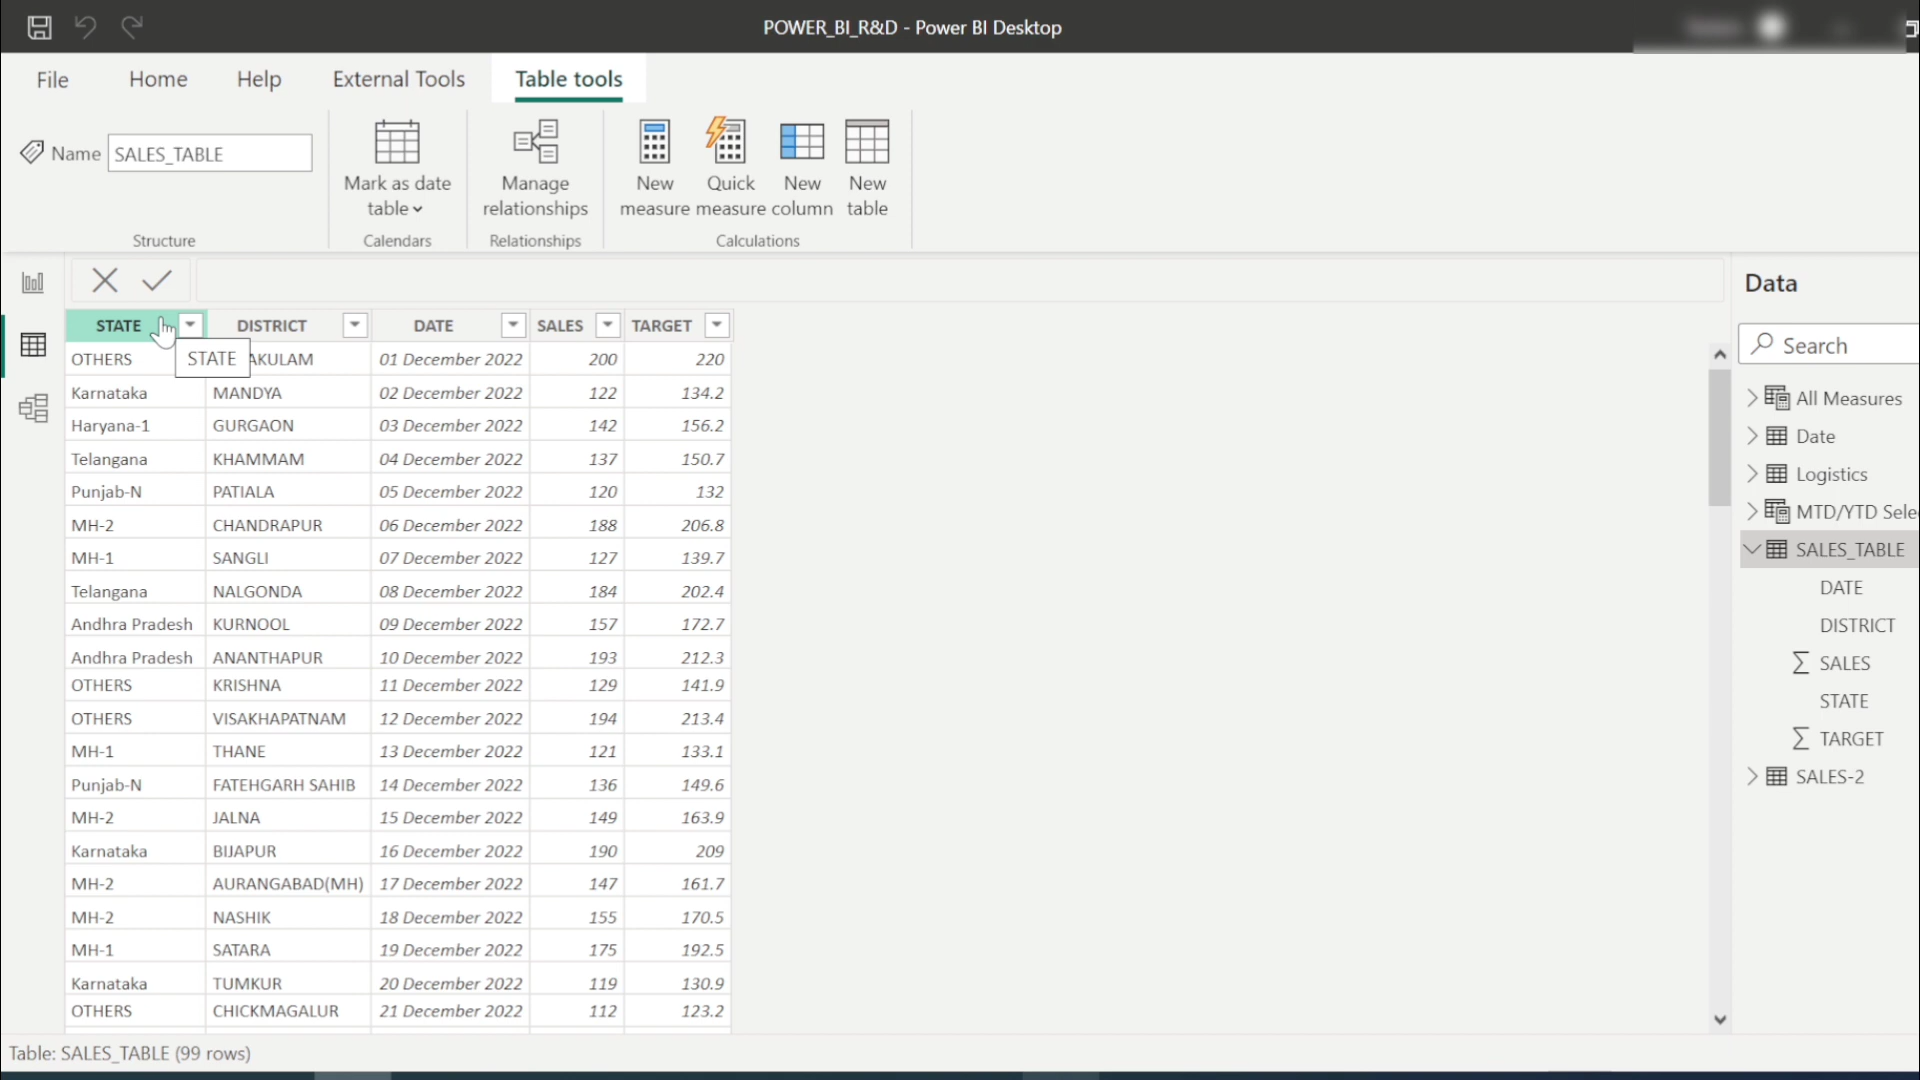 POWER_BI_R&D - Power BI Desktop
File Home Help External Tools Table tools
Name SALES_TABLE
Mark as date table
Manage relationships
New measure
Quick measure
New column
New table
Structure Calendars Relationships Calculations
STATE DISTRICT DATE SALES TARGET
STATE
OTHERS AKULAM 01 December 2022 200 220
Karnataka MANDYA 02 December 2022 122 134.2
Haryana-1 GURGAON 03 December 2022 142 156.2
Telangana KHAMMAM 04 December 2022 137 150.7
Punjab-N PATIALA 05 December 2022 120 132
MH-2 CHANDRAPUR 06 December 2022 188 206.8
MH-1 SANGLI 07 December 2022 127 139.7
Telangana NALGONDA 08 December 2022 184 202.4
Andhra Pradesh KURNOOL 09 December 2022 157 172.7
Andhra Pradesh ANANTHAPUR 10 December 2022 193 212.3
OTHERS KRISHNA 11 December 2022 129 141.9
OTHERS VISAKHAPATNAM 12 December 2022 194 213.4
MH-1 THANE 13 December 2022 121 133.1
Punjab-N FATEHGARH SAHIB 14 December 2022 136 149.6
MH-2 JALNA 15 December 2022 149 163.9
Karnataka BIJAPUR 16 December 2022 190 209
MH-2 AURANGABAD(MH) 17 December 2022 147 161.7
MH-2 NASHIK 18 December 2022 155 170.5
MH-1 SATARA 19 December 2022 175 192.5
Karnataka TUMKUR 20 December 2022 119 130.9
OTHERS CHICKMAGALUR 21 December 2022 112 123.2
Data
Search
All Measures
Date
Logistics
MTD/YTD Sele
SALES_TABLE
DATE
DISTRICT
SALES
STATE
TARGET
SALES-2
Table: SALES_TABLE (99 rows)